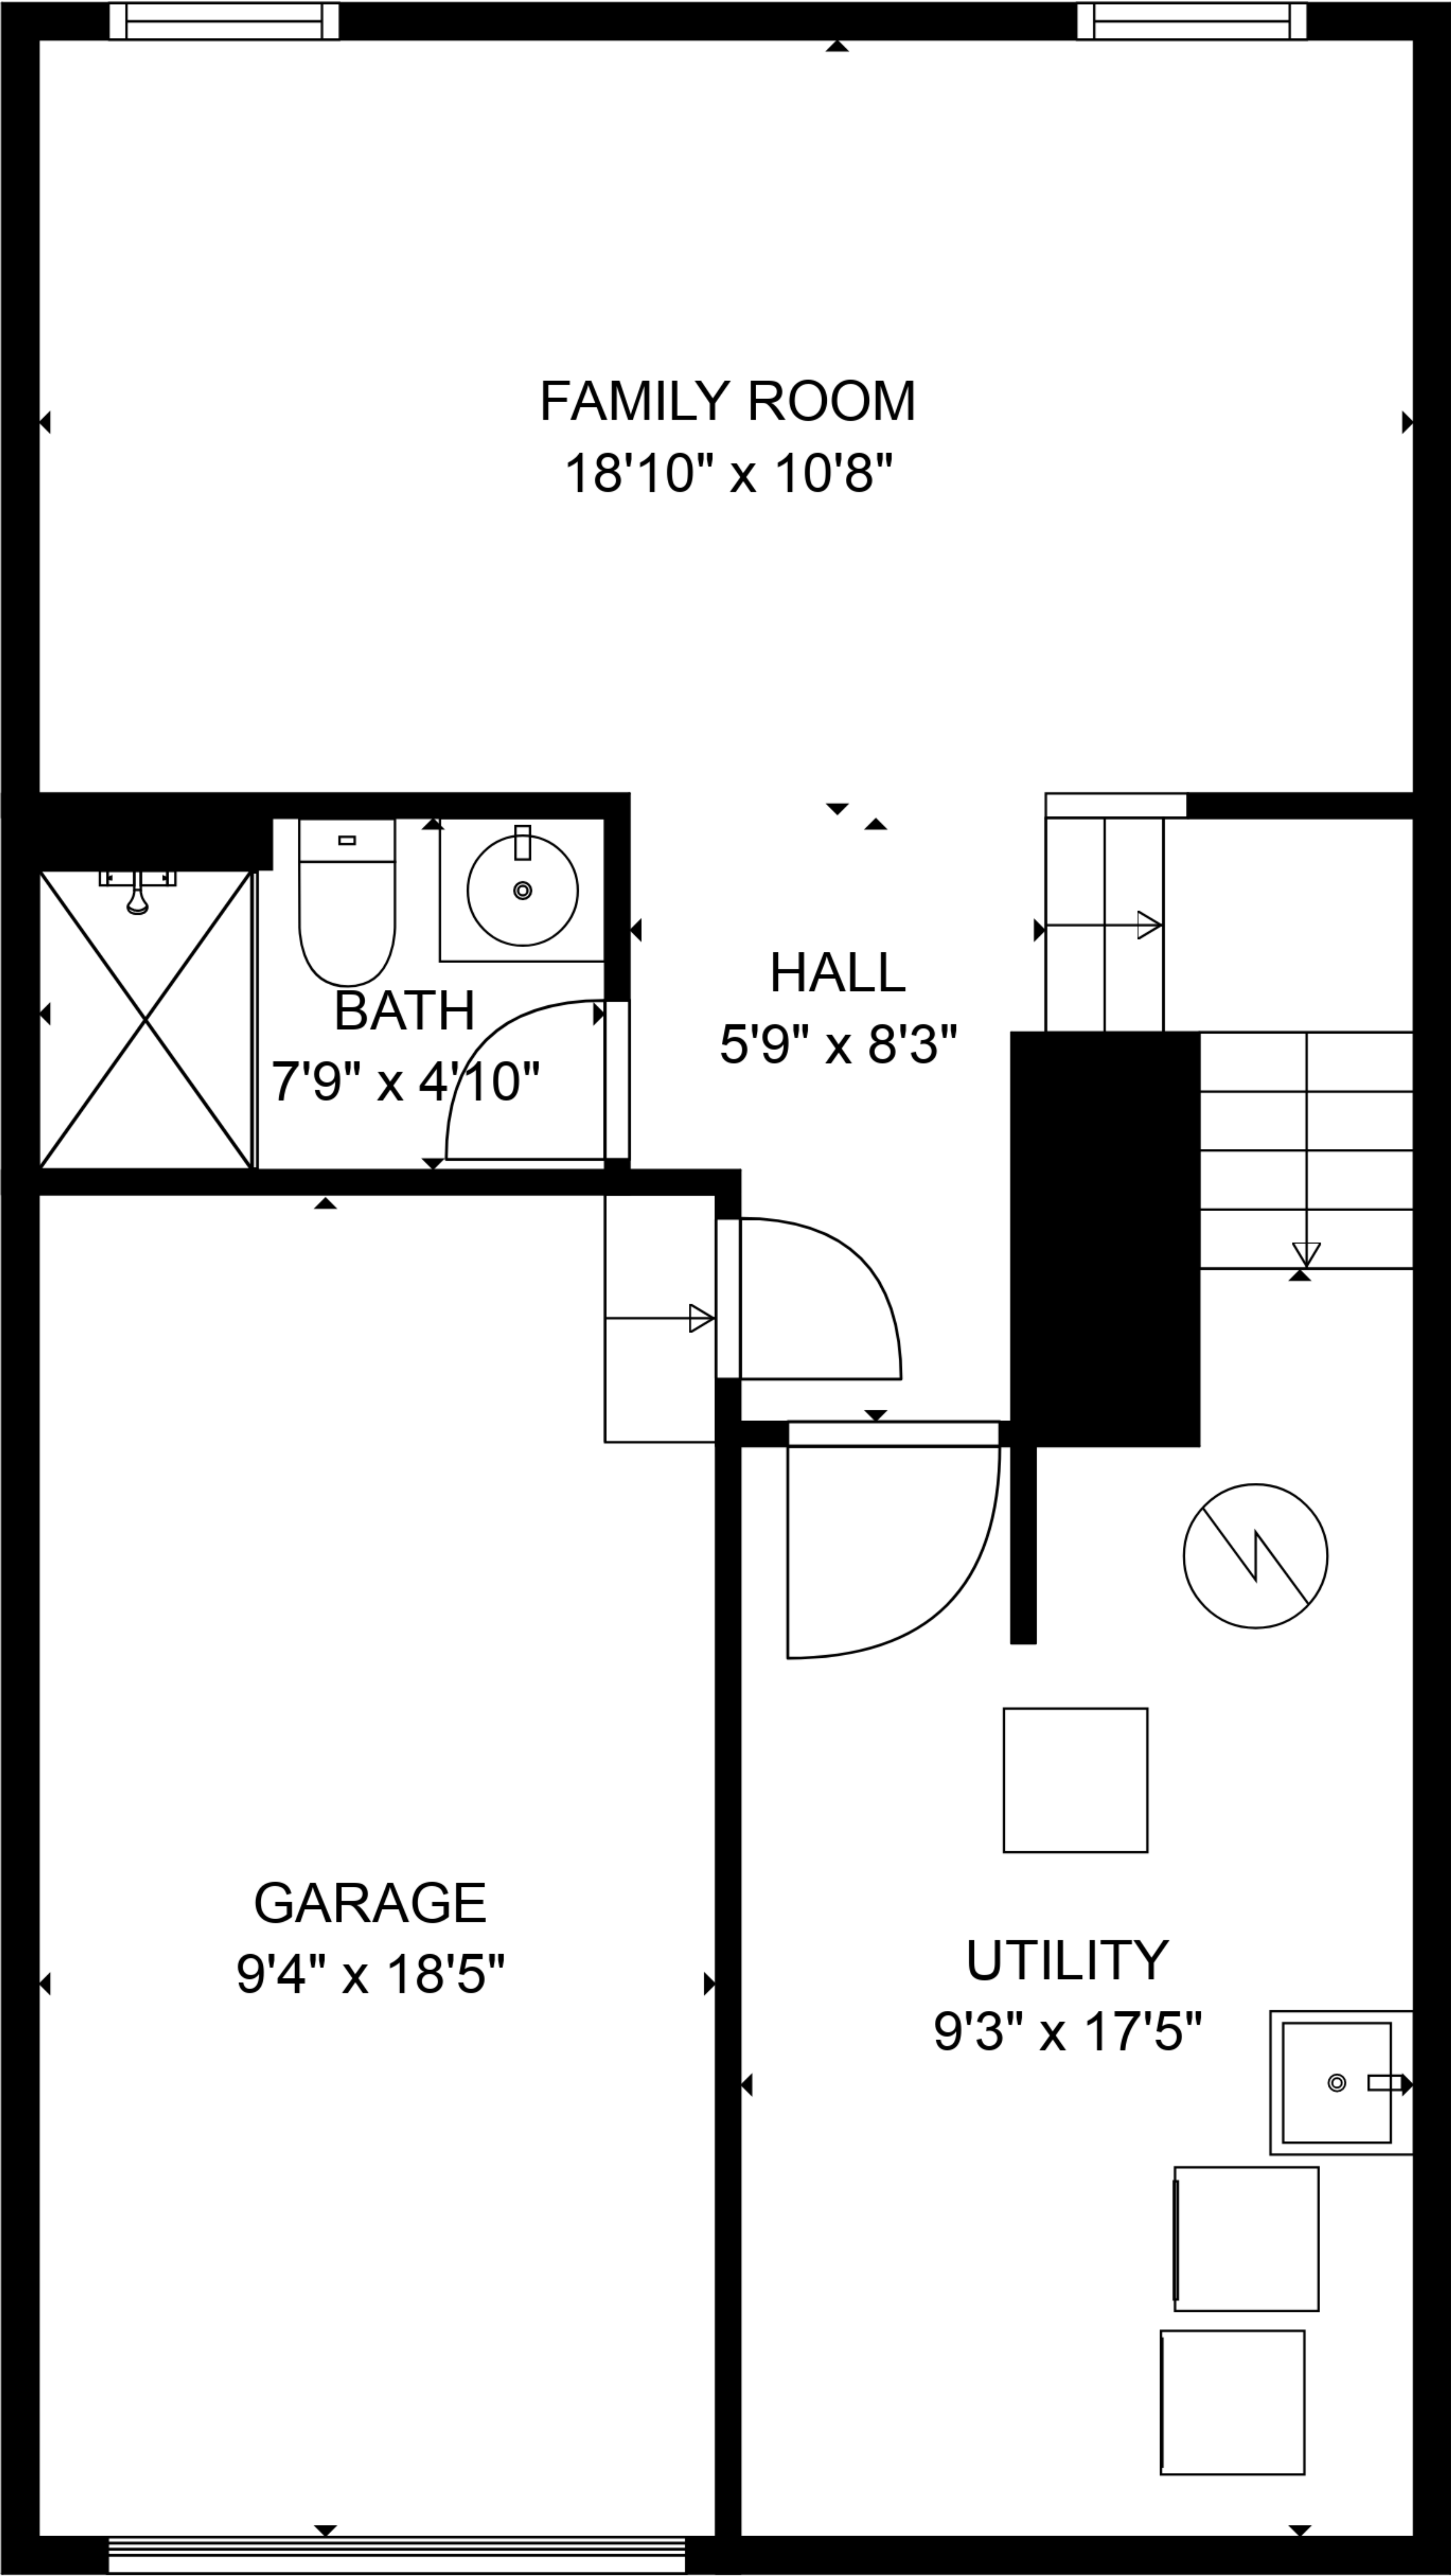 FAMILY ROOM
18'10" x 10'8"
HALL
5'9" x 8'3"
BATH
7'9" x 4'10"
GARAGE
9'4" x 18'5"
UTILITY
9'3" x 17'5"